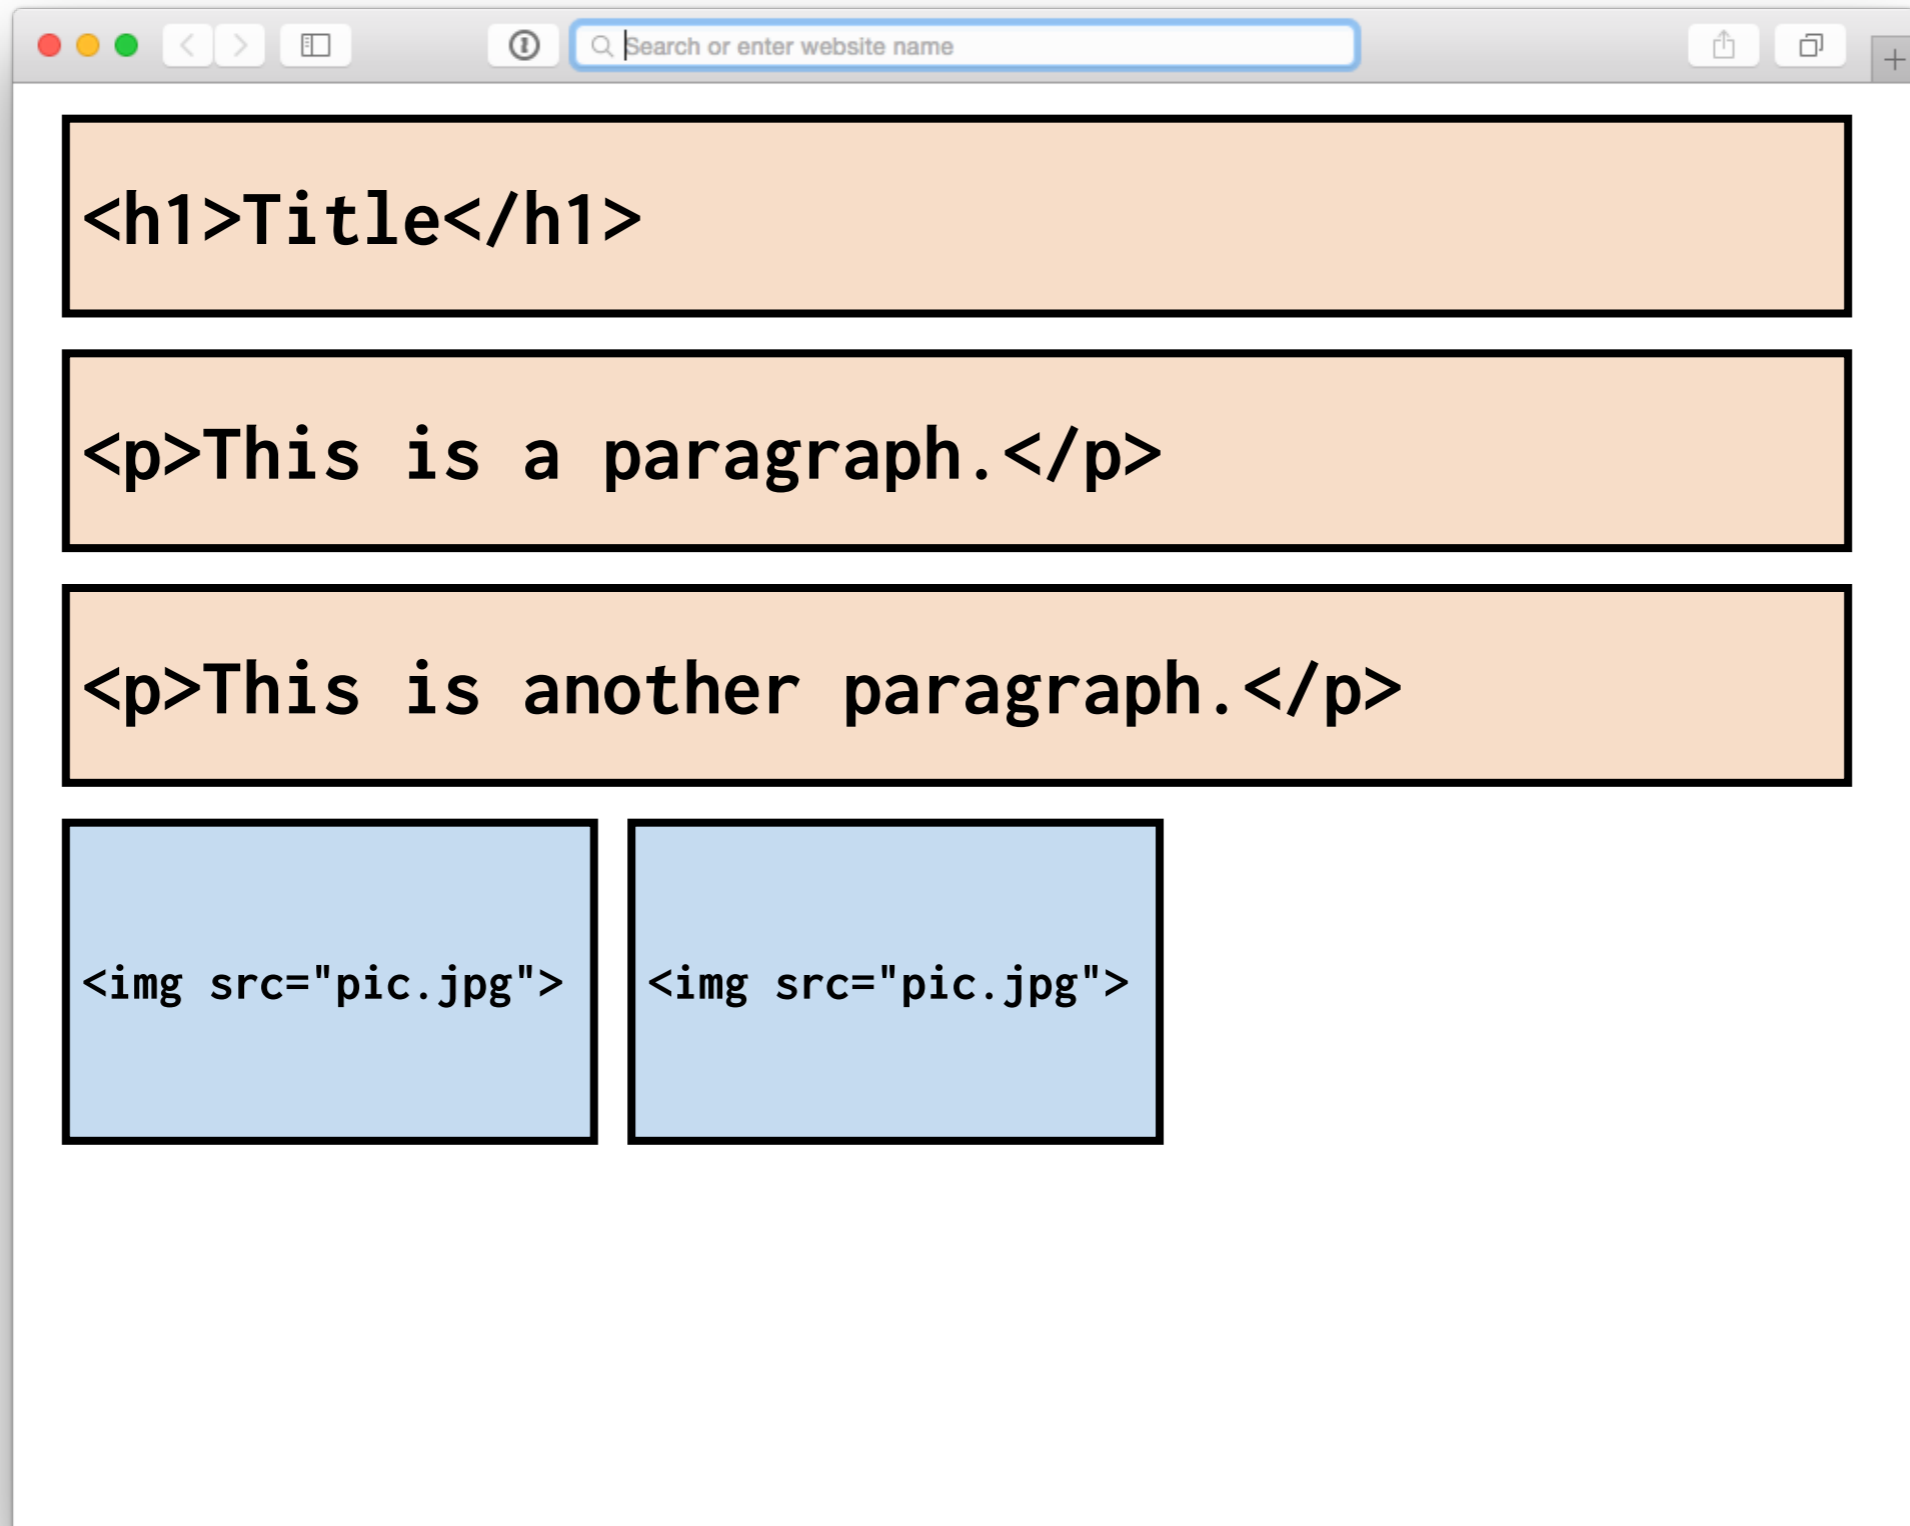 Search or enter website name
<h1>Title</h1>
<p>This is a paragraph.</p>
<p>This is another paragraph.</p>
<img src="pic.jpg"> <img src="pic.jpg">